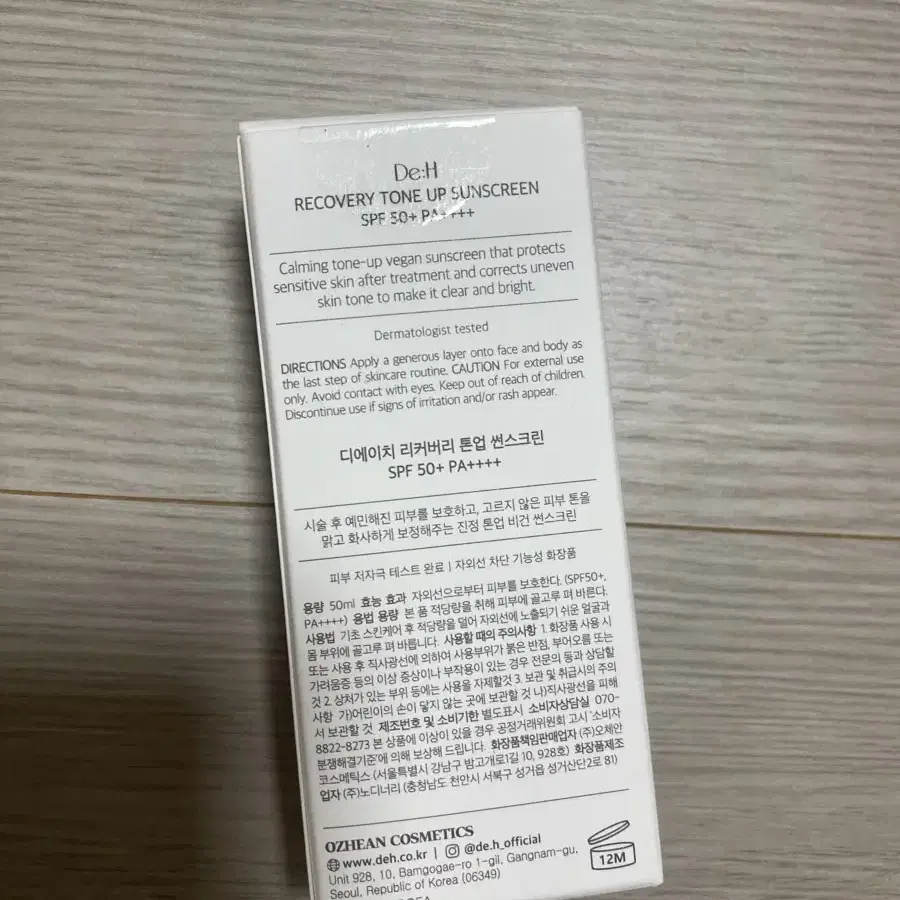 De:H
RECOVERY TONE UP SUNSCREEN
SPF 50+ PA++++
Calming tone-up vegan sunscreen that protects
sensitive skin after treatment and corrects uneven
skin tone to make it clear and bright.
Dermatologist tested
DIRECTIONS Apply a generous layer onto face and body as
the last step of skincare routine. CAUTION For external use
only. Avoid contact with eyes. Keep out of reach of children.
Discontinue use if signs of irritation and/or rash appear.
디에이치 리커버리 톤업 썬스크린
SPF 50+ PA++++
시술 후 예민해진 피부를 보호하고, 고르지 않은 피부 톤을
맑고 화사하게 보정해주는 진정 톤업 비건 썬스크린
피부 저자극 테스트 완료 | 자외선 차단 기능성 화장품
용량 50ml 효능 효과 자외선으로부터 피부를 보호한다. (SPF50+,
PA++++) 용법 용량 본 품 적당량을 취해 피부에 골고루 펴 바른다.
사용법 기초 스킨케어 후 적당량을 덜어 자외선에 노출되기 쉬운 얼굴과
몸 부위에 골고루 펴 바릅니다. 사용할 때의 주의사항 1. 화장품 사용 시
또는 사용 후 직사광선에 의하여 사용부위가 붉은 반점, 부어오름 또는
가려움증 등의 이상 증상이나 부작용이 있는 경우 전문의 등과 상담할
것 2. 상처가 있는 부위 등에는 사용을 자제할것 3. 보관 및 취급시의 주의
사항 가)어린이의 손이 닿지 않는 곳에 보관할 것 나)직사광선을 피해
서 보관할 것 제조번호 및 소비기한 별도표시 소비자상담실 070-
8822-8273 본 상품에 이상이 있을 경우 공정거래위원회 고시 '소비자
분쟁해결기준'에 의해 보상해 드립니다. 화장품책임판매업자 (주)오체안
코스메틱스 (서울특별시 강남구 밤고개로1길 10, 928호) 화장품제조
업자 (주)노디너리 (충청남도 천안시 서북구 성거읍 성거산단2로 81)
OZHEAN COSMETICS
www.deh.co.kr | @de.h_official
Unit 928, 10, Bamgogae-ro 1-gil, Gangnam-gu,
Seoul, Republic of Korea (06349)
12M